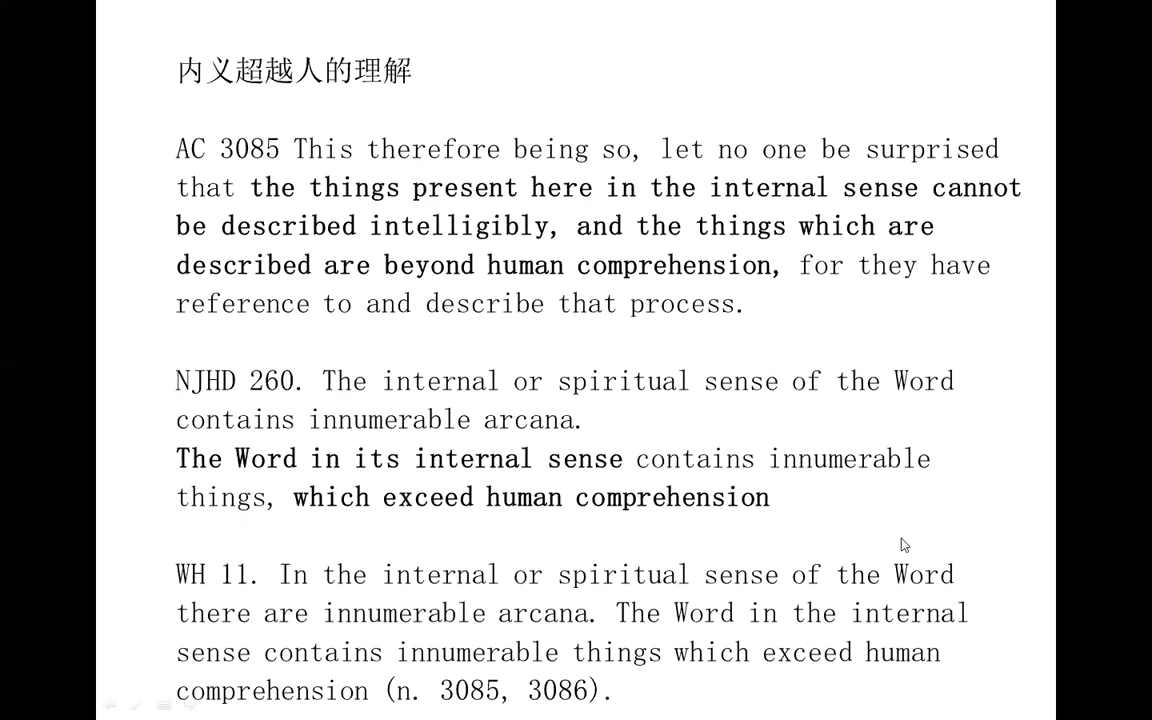 内义超越人的理解
AC 3085 This therefore being so, let no one be surprised
that the things present here in the internal sense cannot
be described intelligibly, and the things which are
described are beyond human comprehension, for they have
reference to and describe that process.
NJHD 260. The internal or spiritual sense of the Word
contains innumerable arcana.
The Word in its internal sense contains innumerable
things, which exceed human comprehension
WH 11. In the internal or spiritual sense of the Word
there are innumerable arcana. The Word in the internal
sense contains innumerable things which exceed human
comprehension (n. 3085, 3086).